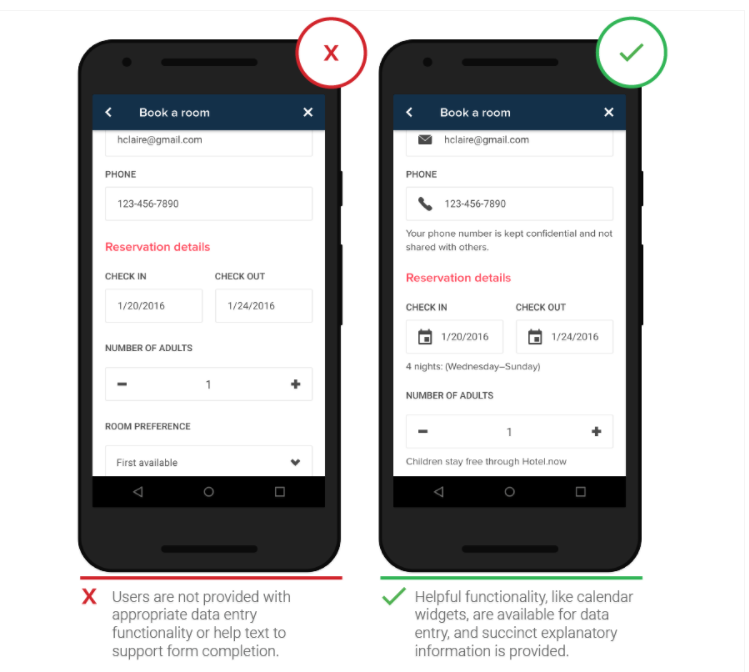 X
Book a room
hclaire@gmail.com
PHONE
123-456-7890
Reservation details
CHECK IN CHECK OUT
1/20/2016 1/24/2016
NUMBER OF ADULTS
1
ROOM PREFERENCE
First available
X Users are not provided with
appropriate data entry
functionality or help text to
support form completion.
Book a room
hclaire@gmail.com
PHONE
123-456-7890
Your phone number is kept confidential and not
shared with others.
Reservation details
CHECK IN CHECK OUT
1/20/2016 1/24/2016
4 nights: (Wednesday–Sunday)
NUMBER OF ADULTS
1
Children stay free through Hotel.now
Helpful functionality, like calendar
widgets, are available for data
entry, and succinct explanatory
information is provided.